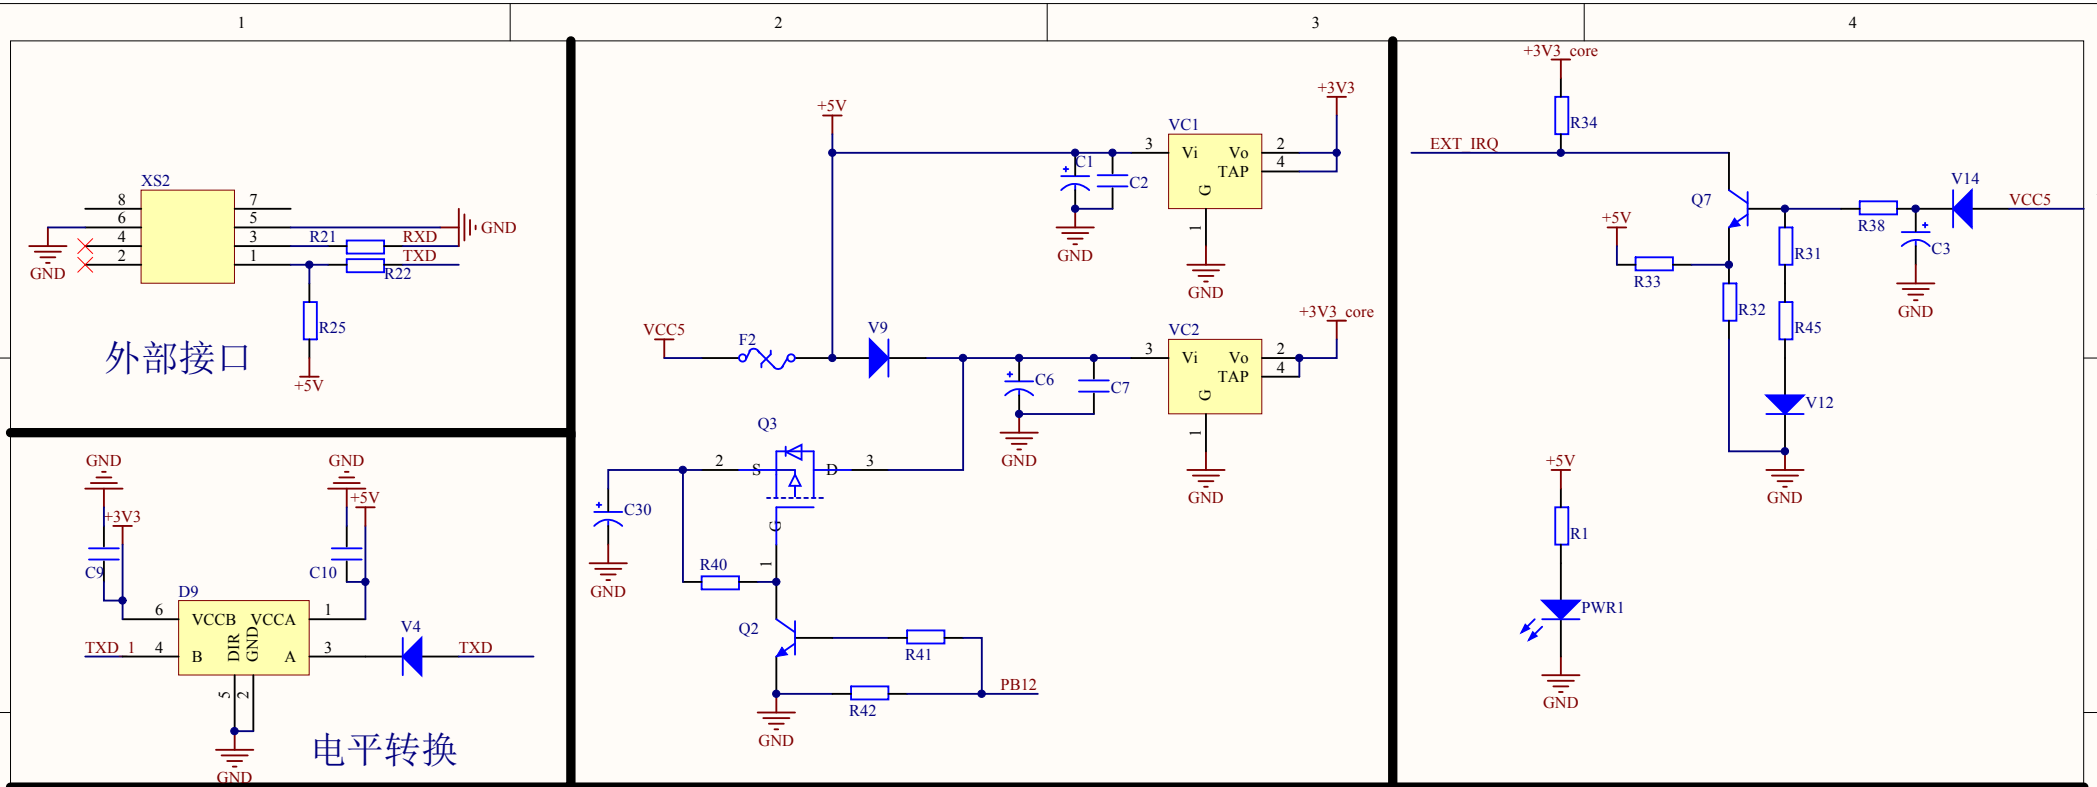 1
2
3
4
XS2
8
7
6
5
4
3
2
1
GND
GND
R21
RXD
TXD
R22
R25
+5V
外部接口
GND
GND
+5V
+3V3
C9
C10
D9
6
VCCB
VCCA
1
DIR
GND
TXD_1
4
B
A
3
V4
TXD
5
2
GND
电平转换
+5V
+3V3
VC1
3
Vi
Vo
2
TAP
4
G
1
C1
C2
GND
GND
VCC5
F2
V9
+3V3_core
VC2
3
Vi
Vo
2
TAP
4
G
1
C6
C7
GND
GND
Q3
2
S
D
3
G
1
C30
GND
R40
Q2
R41
R42
PB12
GND
+3V3_core
R34
EXT_IRQ
Q7
V14
VCC5
R38
C3
GND
+5V
R33
R31
R32
R45
V12
GND
+5V
R1
PWR1
GND